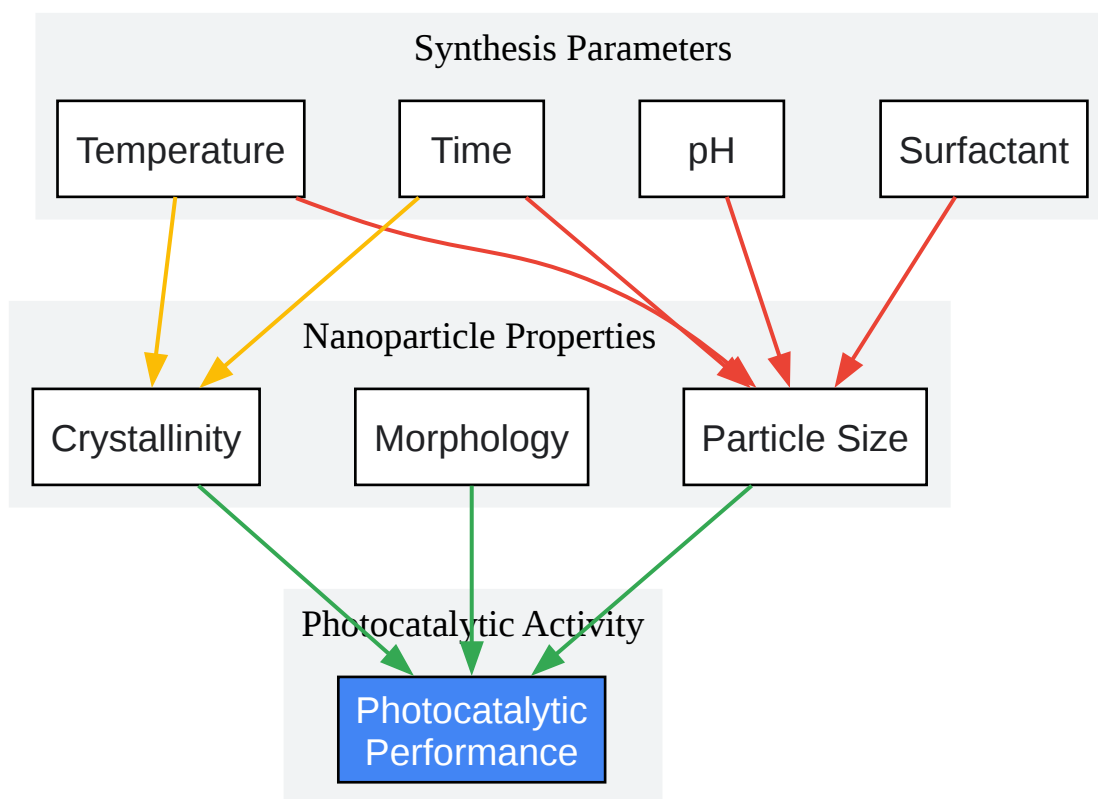 Synthesis Parameters
Temperature
Time
pH
Surfactant
Nanoparticle Properties
Crystallinity
Morphology
Particle Size
Photocatalytic Activity
Photocatalytic
Performance